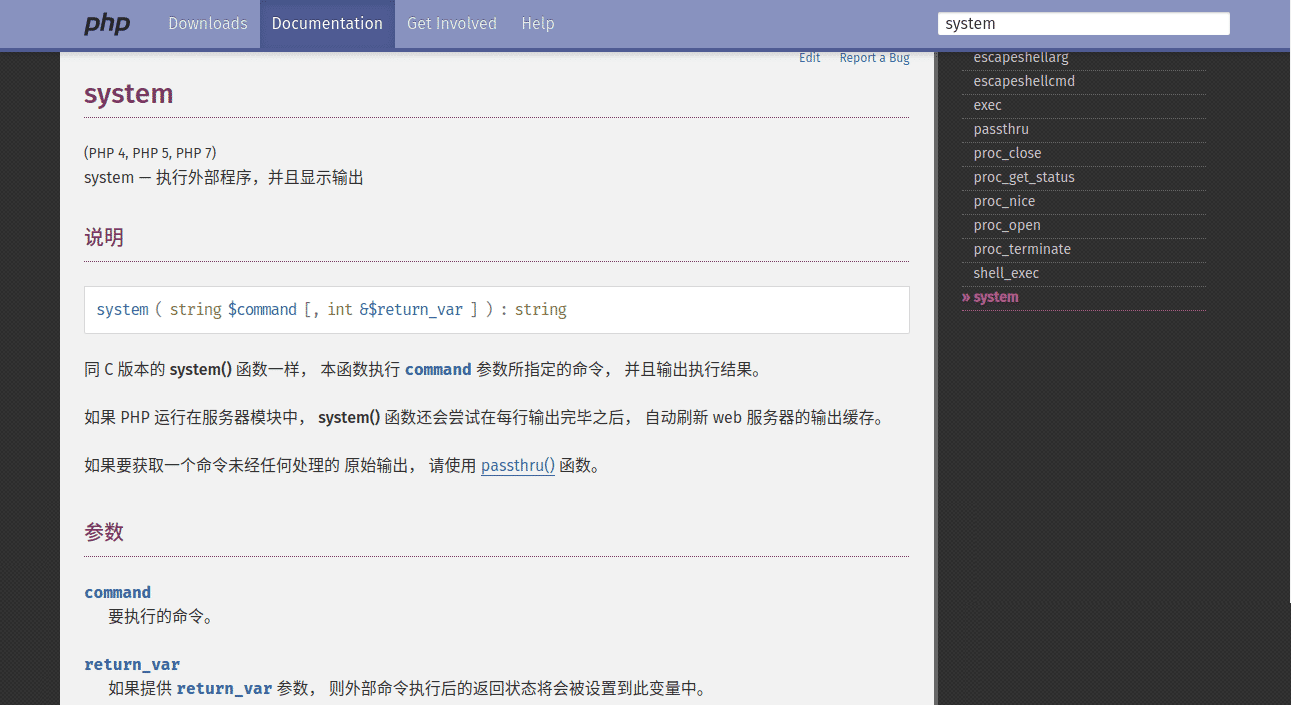 php Downloads Documentation Get Involved Help system
Edit Report a Bug
system
(PHP 4, PHP 5, PHP 7)
system — 执行外部程序，并且显示输出
说明
system ( string $command [, int &$return_var ] ) : string
同 C 版本的 system() 函数一样， 本函数执行 command 参数所指定的命令， 并且输出执行结果。
如果 PHP 运行在服务器模块中， system() 函数还会尝试在每行输出完毕之后， 自动刷新 web 服务器的输出缓存。
如果要获取一个命令未经任何处理的 原始输出， 请使用 passthru() 函数。
参数
command
要执行的命令。
return_var
如果提供 return_var 参数， 则外部命令执行后的返回状态将会被设置到此变量中。
escapeshellarg
escapeshellcmd
exec
passthru
proc_close
proc_get_status
proc_nice
proc_open
proc_terminate
shell_exec
» system